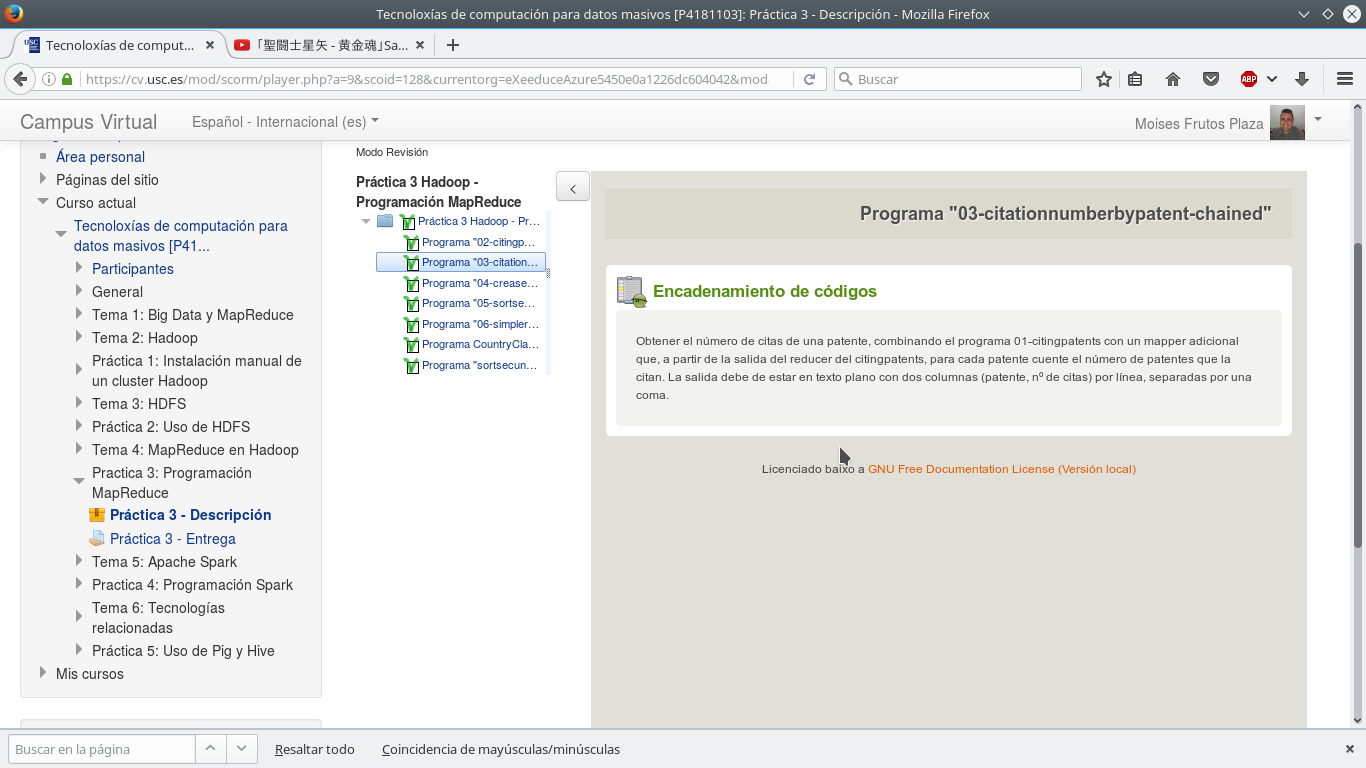 Tecnoloxías de computación para datos masivos [P4181103]: Práctica 3 - Descripción - Mozilla Firefox
Tecnoloxías de comput...
「聖闘士星矢 - 黄金魂」Sa...
https://cv.usc.es/mod/scorm/player.php?a=9&scoid=128&currentorg=eXeeduceAzure5450e0a1226dc604042&mod
Buscar
ABP
Campus Virtual
Español - Internacional (es)
Moises Frutos Plaza
Área personal
Páginas del sitio
Curso actual
Tecnoloxías de computación para
datos masivos [P41...
Participantes
General
Tema 1: Big Data y MapReduce
Tema 2: Hadoop
Práctica 1: Instalación manual de
un cluster Hadoop
Tema 3: HDFS
Práctica 2: Uso de HDFS
Tema 4: MapReduce en Hadoop
Practica 3: Programación
MapReduce
Práctica 3 - Descripción
Práctica 3 - Entrega
Tema 5: Apache Spark
Practica 4: Programación Spark
Tema 6: Tecnologías
relacionadas
Práctica 5: Uso de Pig y Hive
Mis cursos
Modo Revisión
Práctica 3 Hadoop -
Programación MapReduce
Práctica 3 Hadoop - Pr...
Programa "02-citingp...
Programa "03-citation...
Programa "04-crease...
Programa "05-sortse...
Programa "06-simpler...
Programa CountryCla...
Programa "sortsecun...
<
Programa "03-citationnumberbypatent-chained"
Encadenamiento de códigos
Obtener el número de citas de una patente, combinando el programa 01-citingpatents con un mapper adicional
que, a partir de la salida del reducer del citingpatents, para cada patente cuente el número de patentes que la
citan. La salida debe de estar en texto plano con dos columnas (patente, nº de citas) por línea, separadas por una
coma.
Licenciado baixo a GNU Free Documentation License (Versión local)
Buscar en la página
Resaltar todo
Coincidencia de mayúsculas/minúsculas